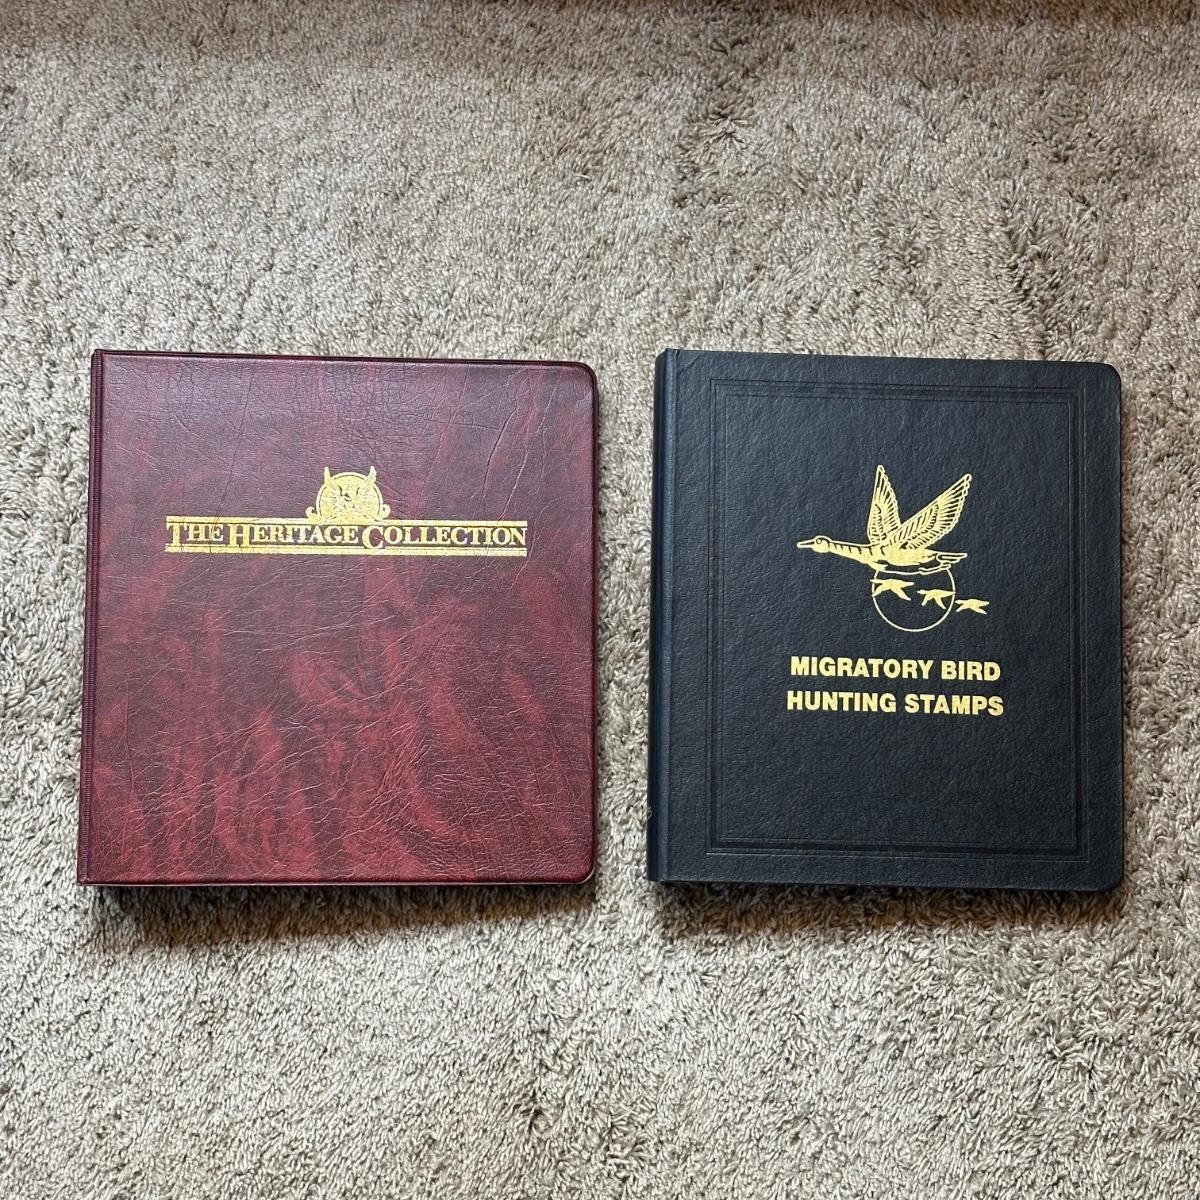 THE HERITAGE COLLECTION
MIGRATORY BIRD
HUNTING STAMPS